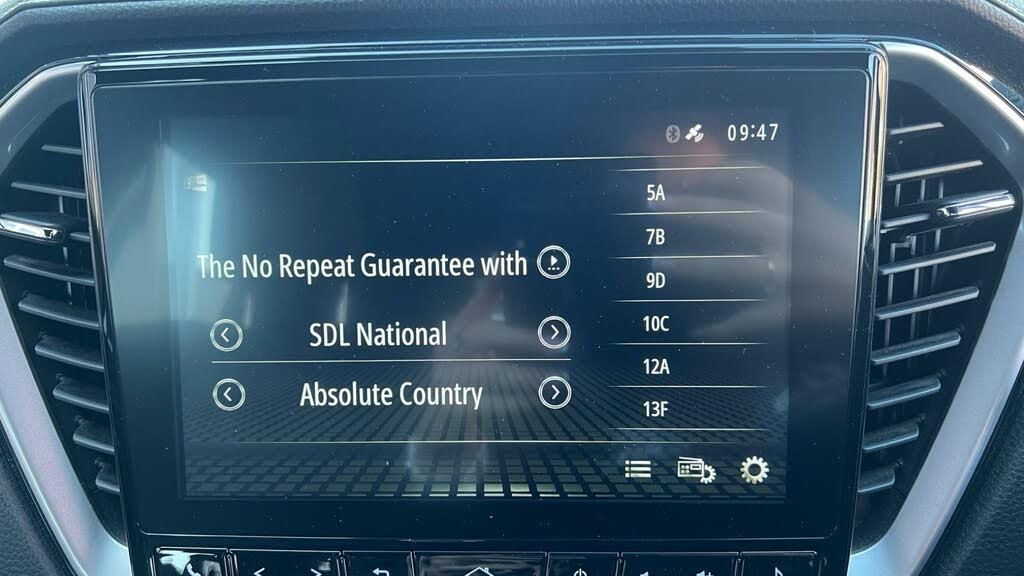 09:47
The No Repeat Guarantee with
SDL National
Absolute Country
5A
7B
9D
10C
12A
13F